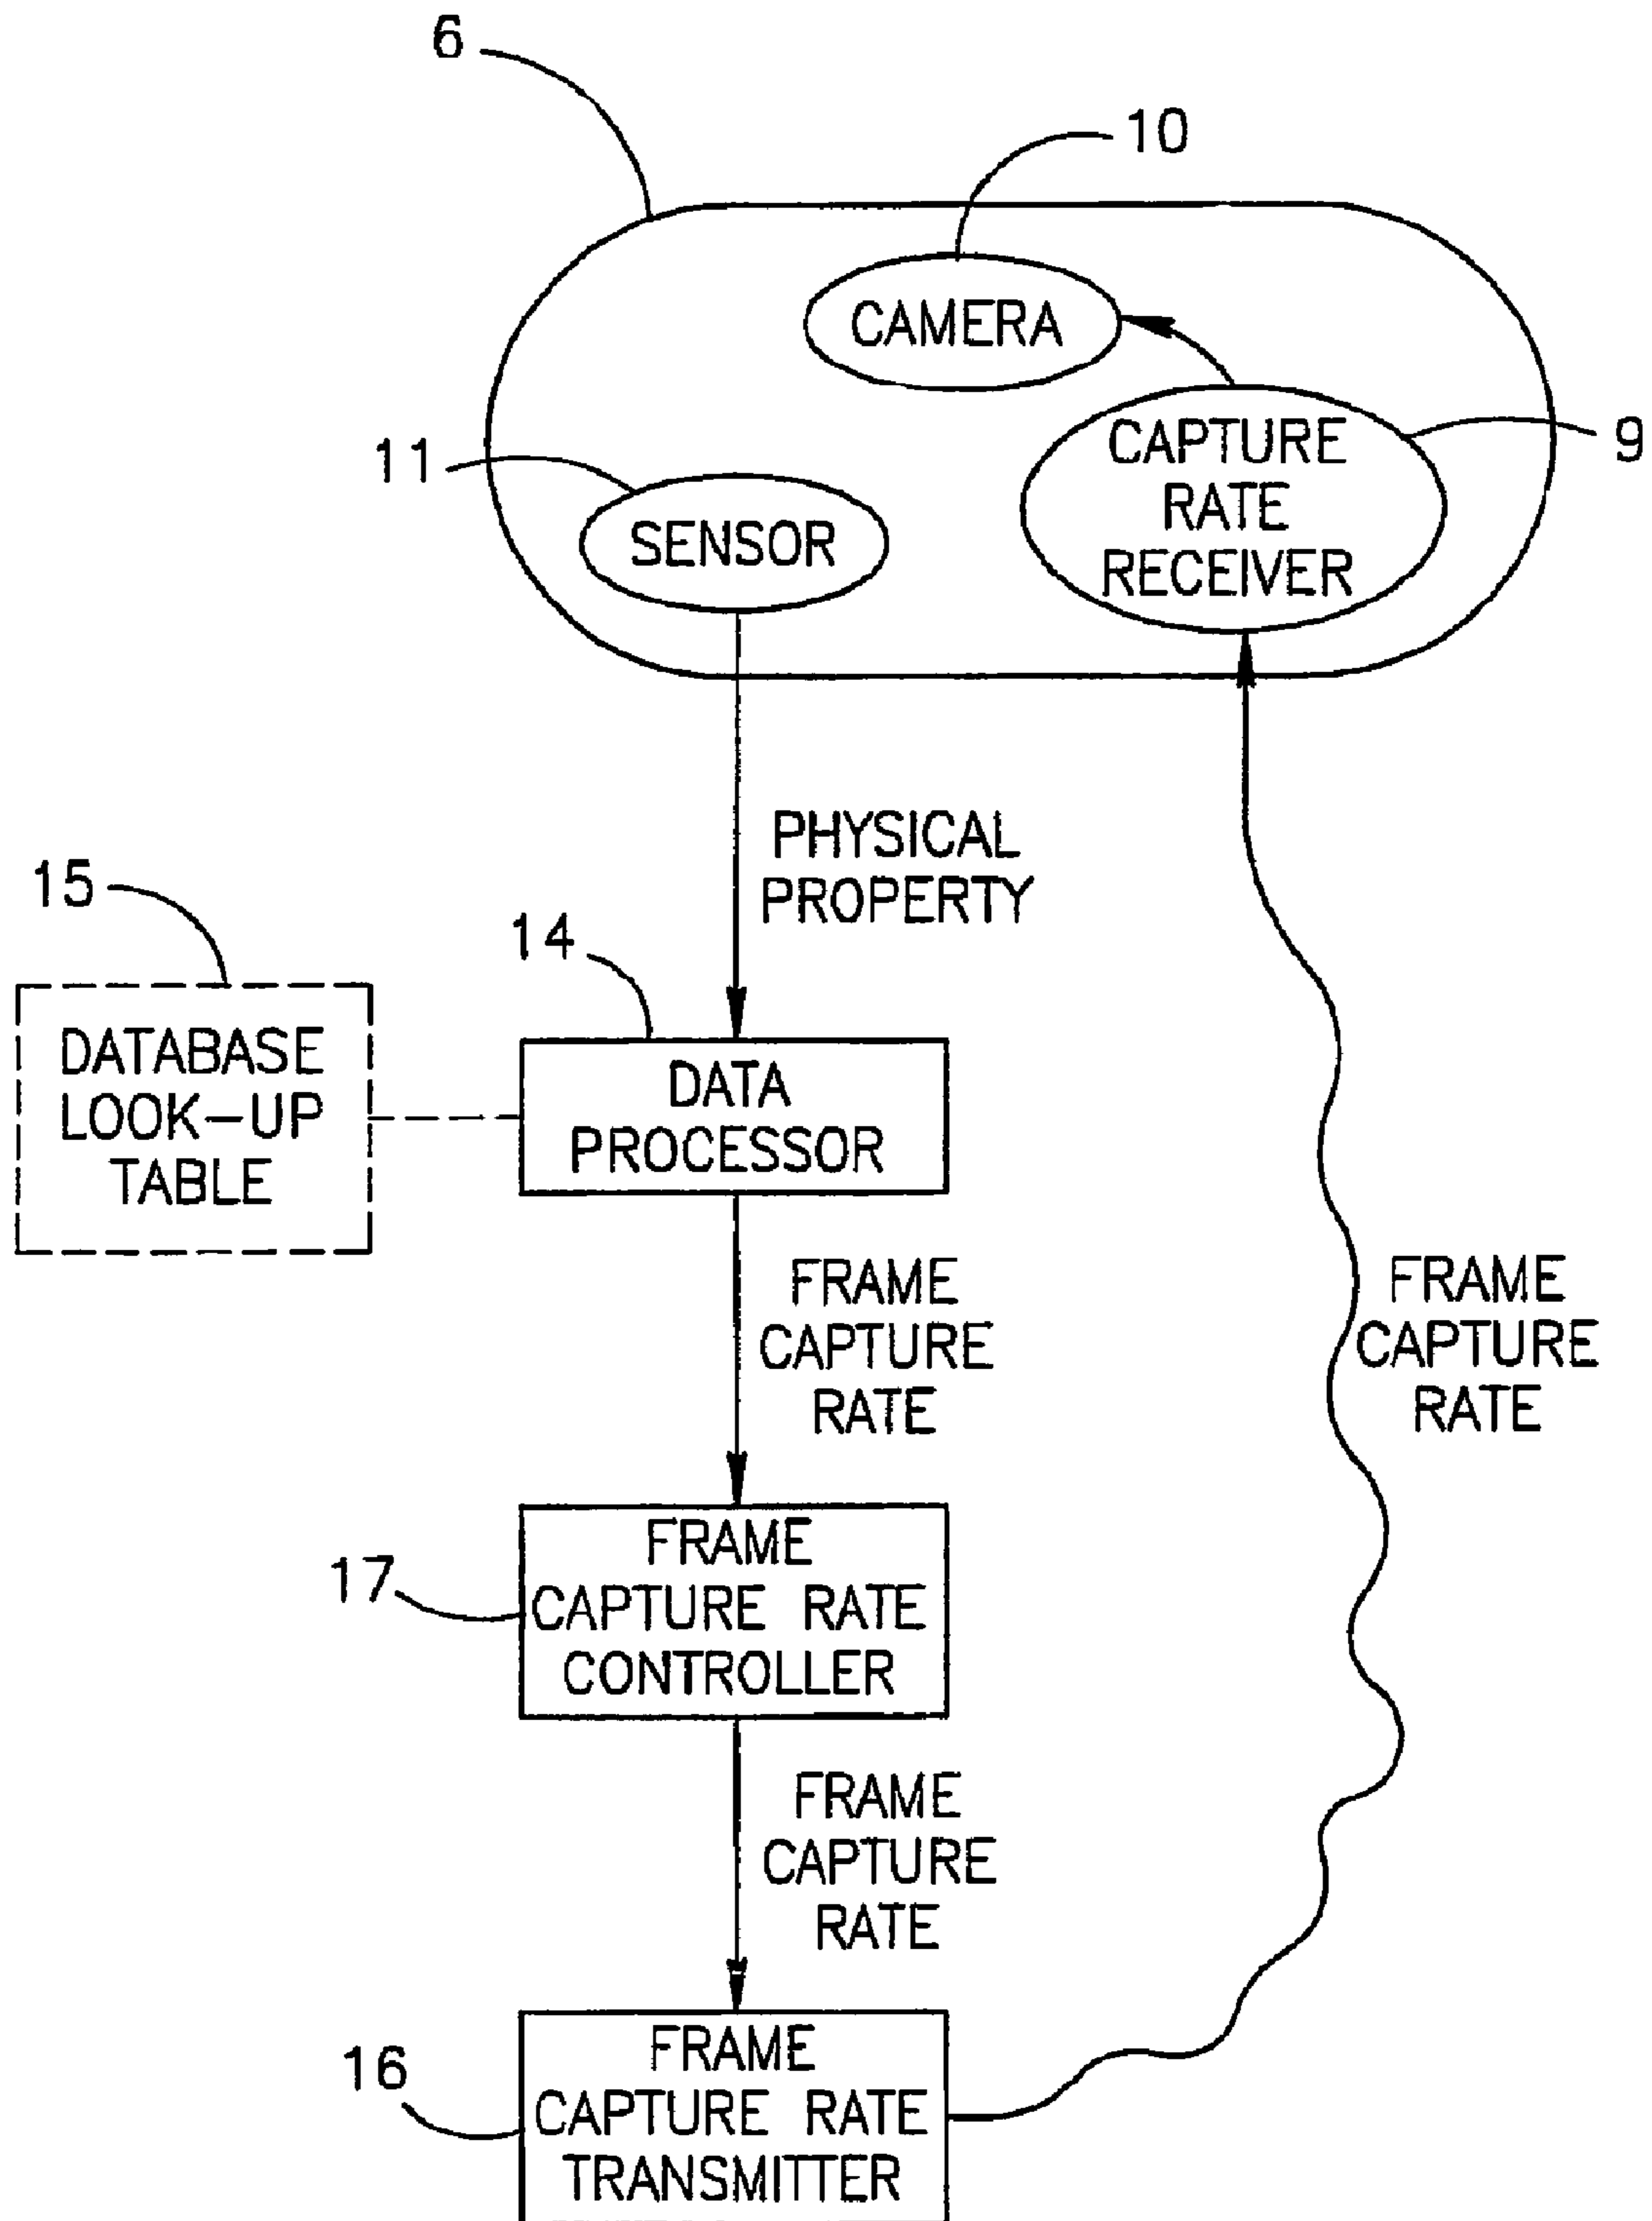 6
10
CAMERA
9
CAPTURE
RATE
RECEIVER
11
SENSOR
PHYSICAL
PROPERTY
15
14
DATABASE
LOOK-UP
TABLE
DATA
PROCESSOR
FRAME
CAPTURE
RATE
FRAME
CAPTURE
RATE
17
FRAME
CAPTURE RATE
CONTROLLER
FRAME
CAPTURE
RATE
16
FRAME
CAPTURE RATE
TRANSMITTER